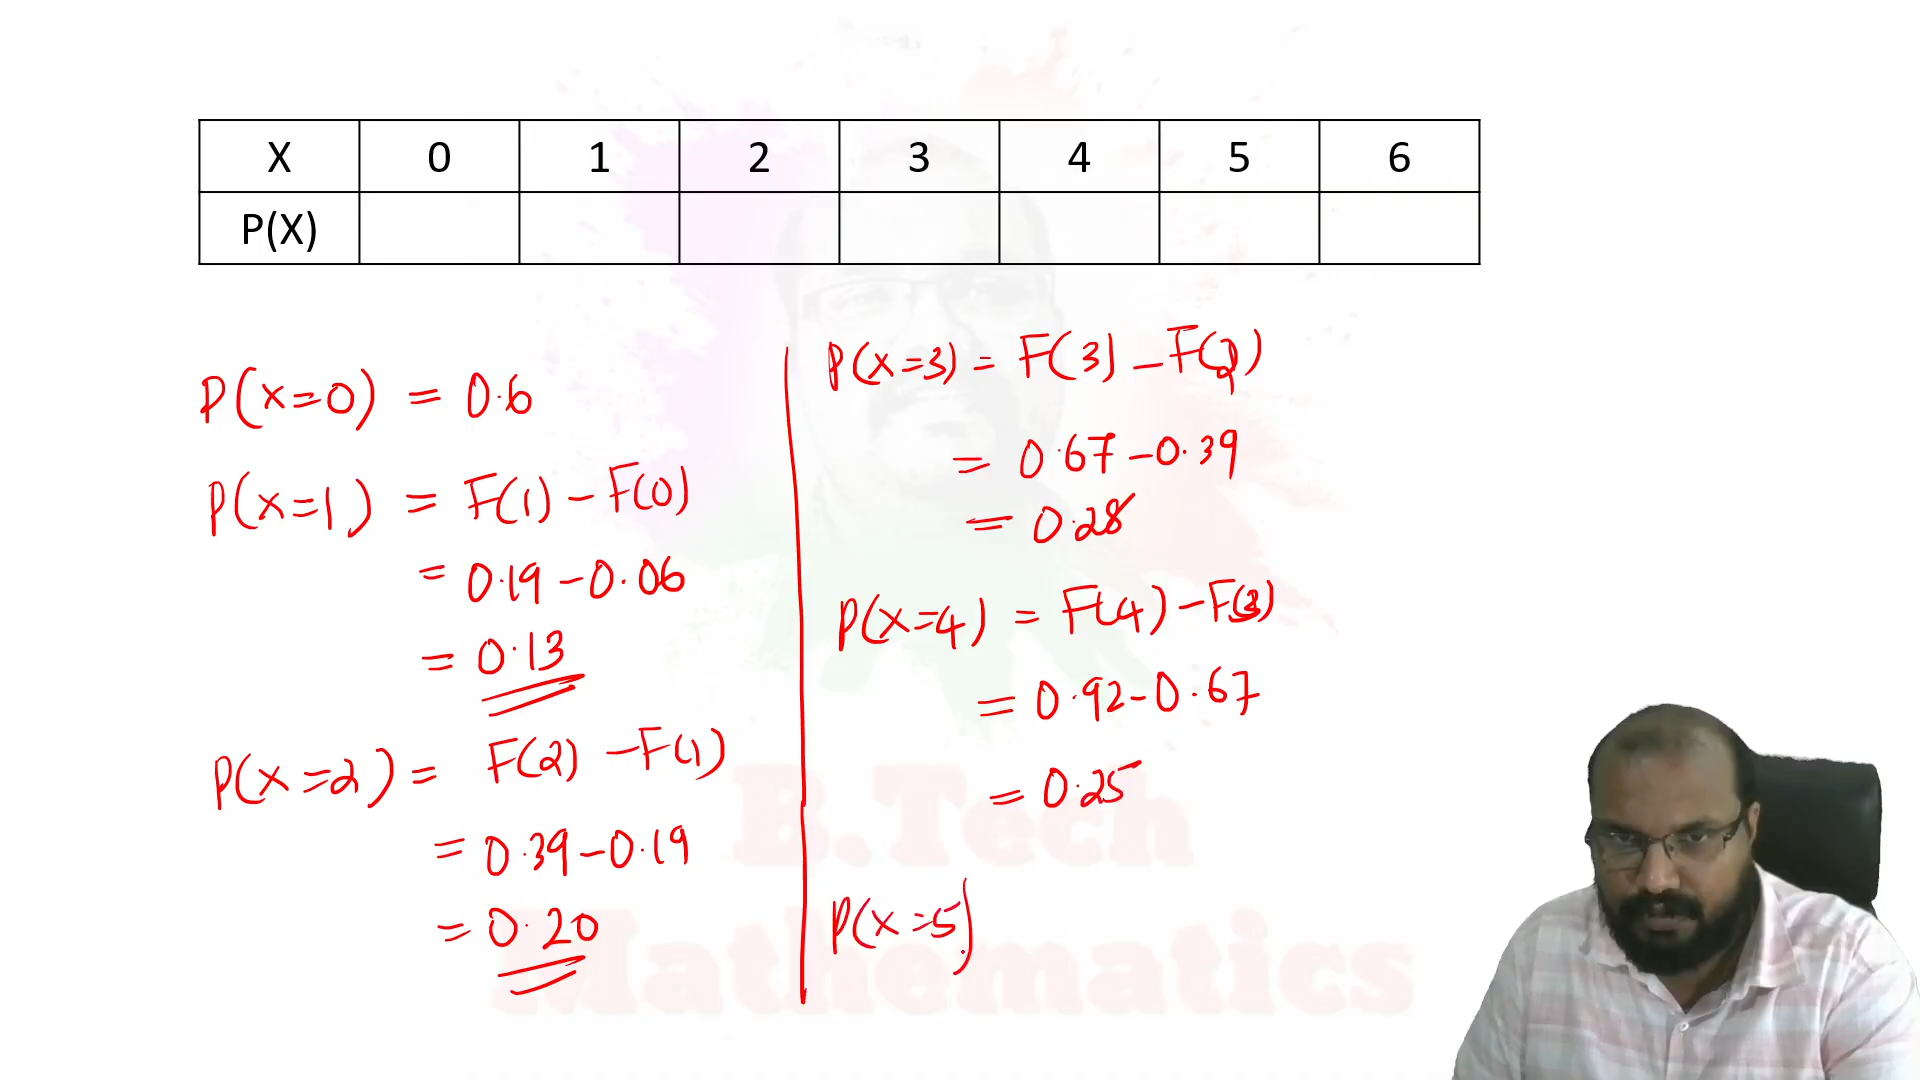 X 0 1 2 3 4 5 6
P(X)
P(X=0) = 0.6
P(X=1) = F(1) - F(0)
= 0.19 - 0.06
= 0.13
P(X=2) = F(2) - F(1)
= 0.39 - 0.19
= 0.20
P(X=3) = F(3) - F(2)
= 0.67 - 0.39
= 0.28
P(X=4) = F(4) - F(3)
= 0.92 - 0.67
= 0.25
P(X=5)
B.Tech
Mathematics